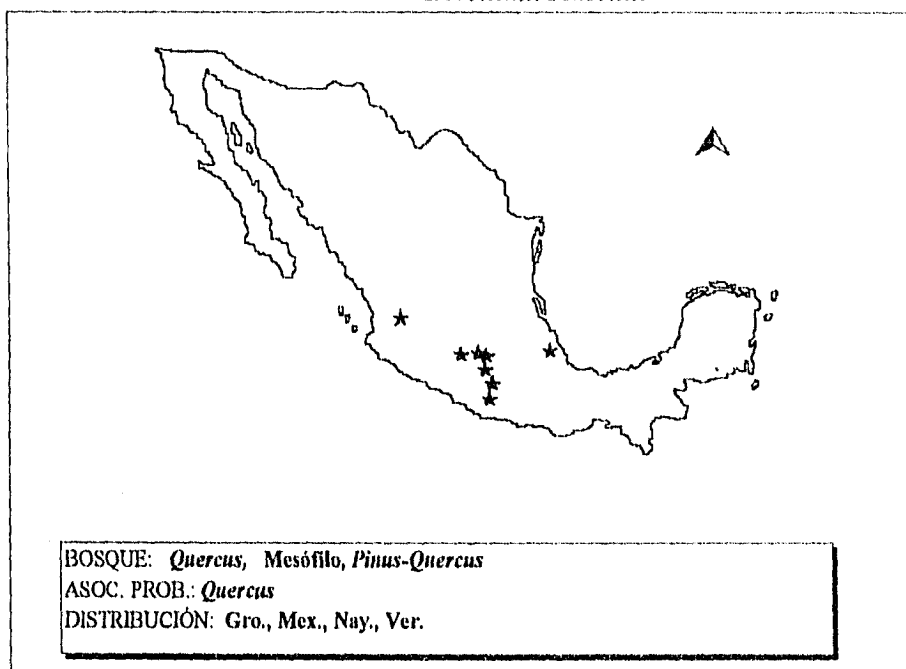 BOSQUE: Quercus, Mesófilo, Pinus-Quercus
ASOC. PROB.: Quercus
DISTRIBUCIÓN: Gro., Mex., Nay., Ver.